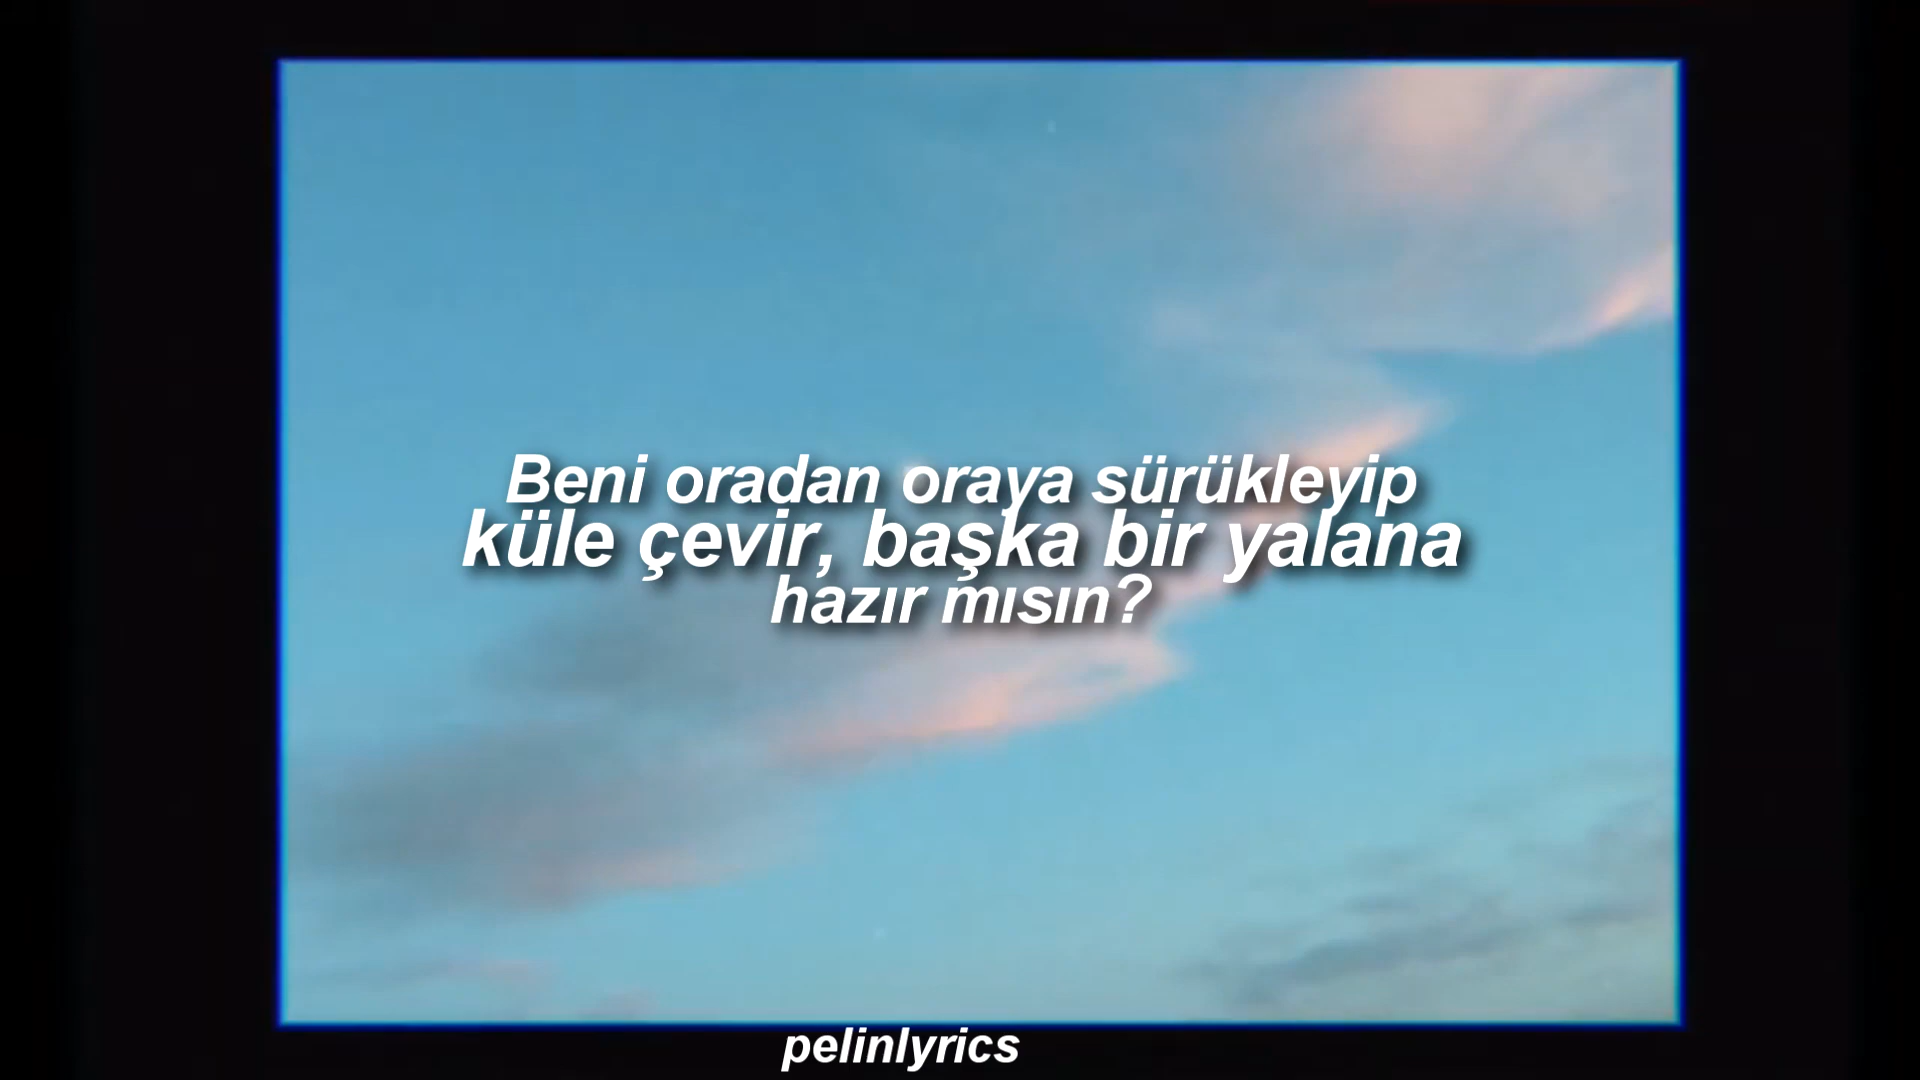 Beni oradan oraya sürükleyip
küle çevir, başka bir yalana
hazır mısın?
pelinlyrics